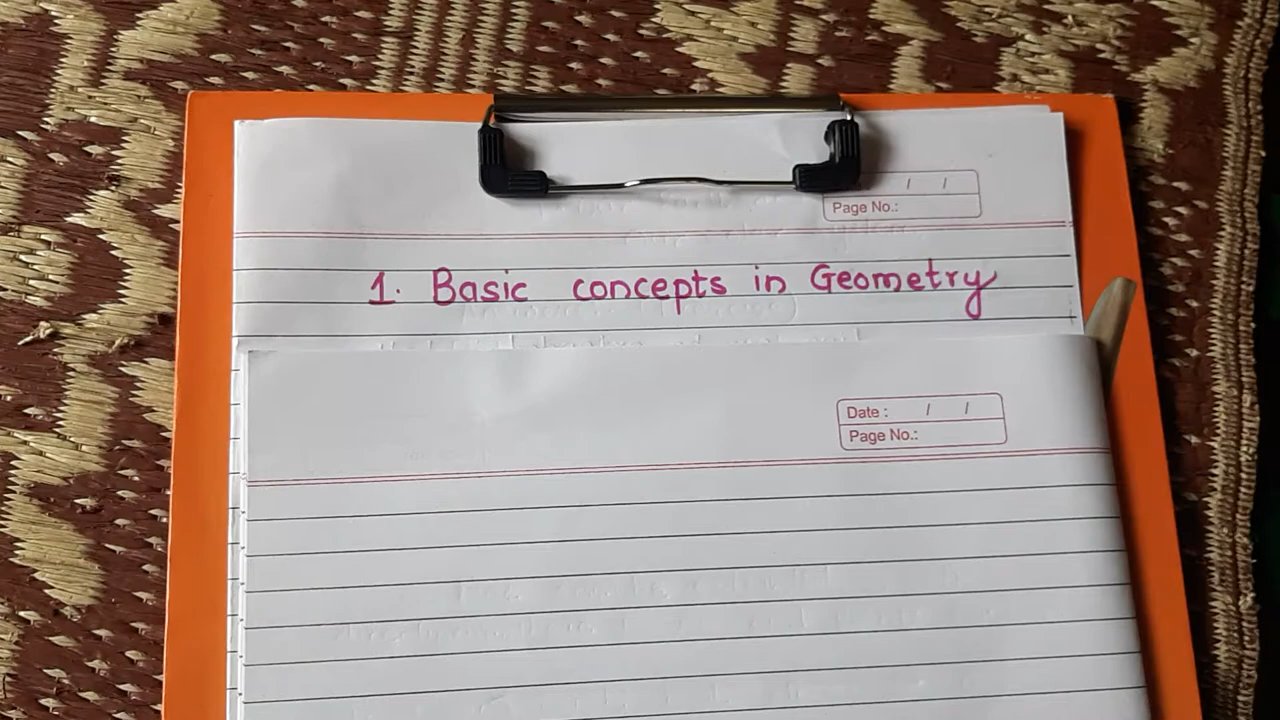 / /
Page No.:
1. Basic concepts in Geometry
Date : / /
Page No.: